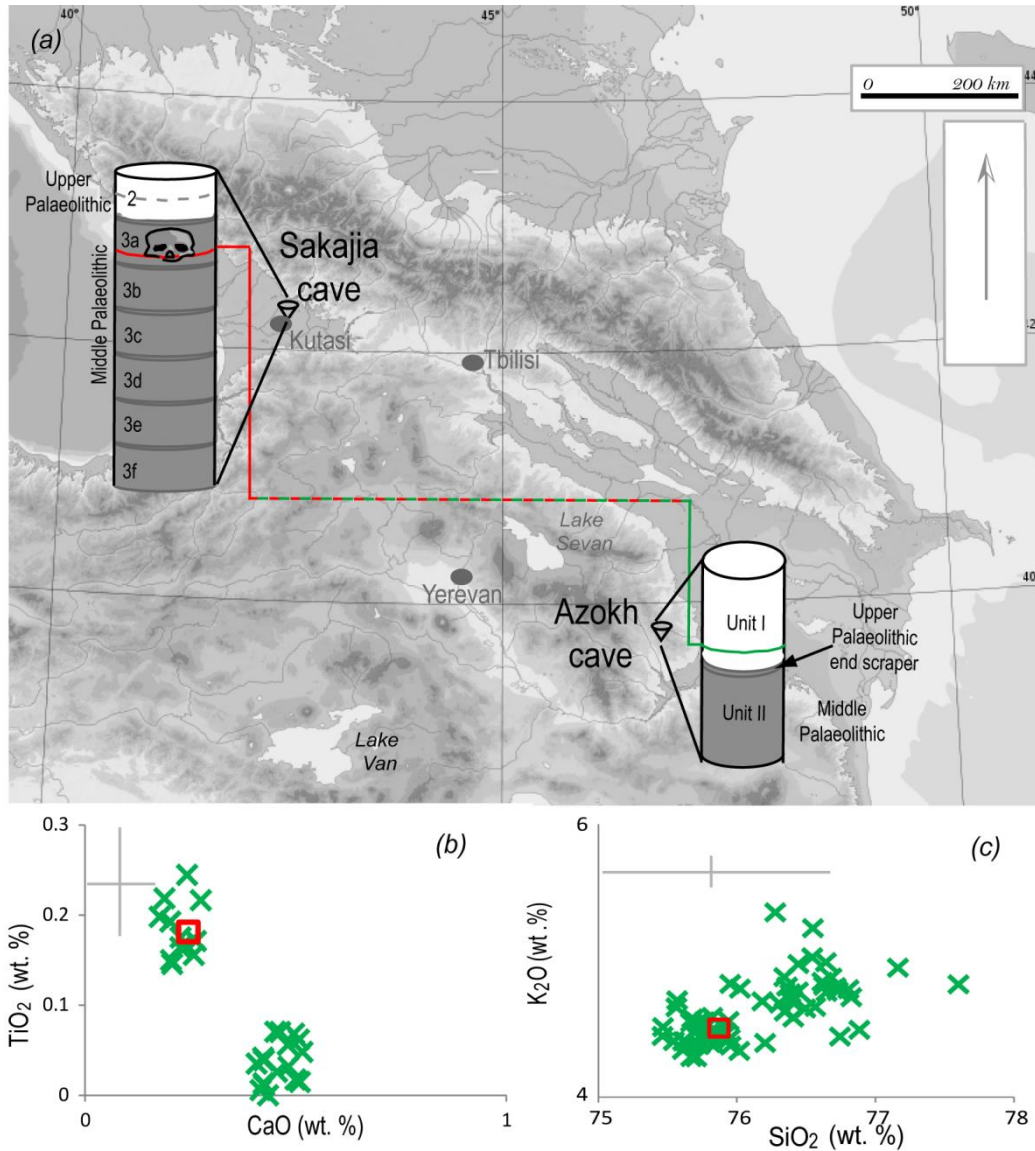 (a)
40°
45°
50°
44°
0 200 km
Upper
Palaeolithic
2
3a
3b
3c
3d
3e
3f
Middle Palaeolithic
Sakajia
cave
Kutasi
Tbilisi
42°
Lake
Sevan
Yerevan
40°
Azokh
cave
Unit I
Unit II
Upper
Palaeolithic
end scraper
Middle
Palaeolithic
Lake
Van
(b)
0.3
0.2
0.1
0
TiO₂ (wt. %)
0
1
CaO (wt. %)
(c)
6
4
K₂O (wt.%)
75
76
77
78
SiO₂ (wt. %)